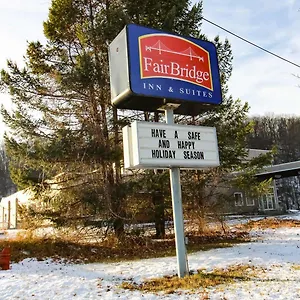 FairBridge
INN & SUITES
HAVE A SAFE
AND A HAPPY
HOLIDAY SEASON